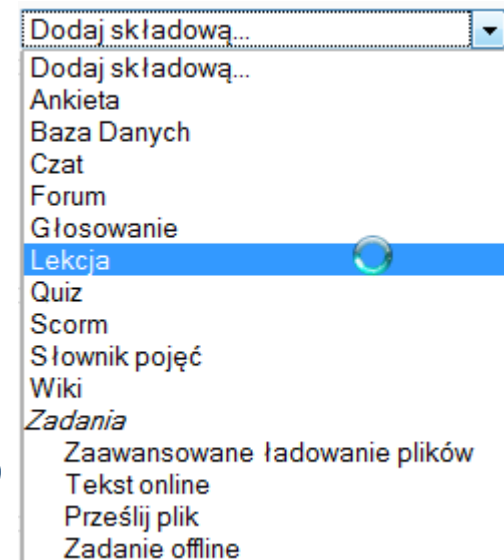 Dodaj składową...
Dodaj składową...
Ankieta
Baza Danych
Czat
Forum
Głosowanie
Lekcja
Quiz
Scorm
Słownik pojęć
Wiki
Zadania
Zaawansowane ładowanie plików
Tekst online
Prześlij plik
Zadanie offline